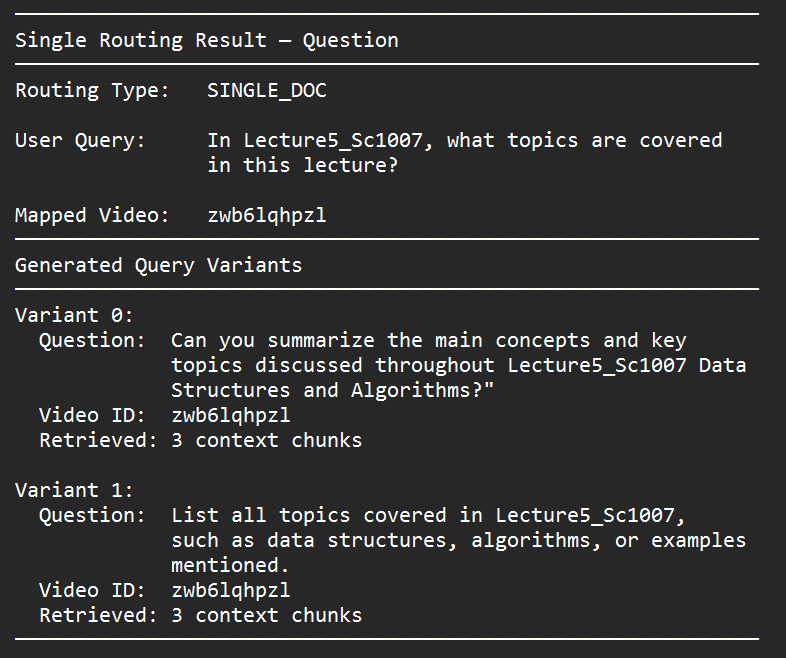 Single Routing Result — Question
Routing Type: SINGLE_DOC
User Query: In Lecture5_Sc1007, what topics are covered
in this lecture?
Mapped Video: zwb6lqhpzl
Generated Query Variants
Variant 0:
Question: Can you summarize the main concepts and key
topics discussed throughout Lecture5_Sc1007 Data
Structures and Algorithms?"
Video ID: zwb6lqhpzl
Retrieved: 3 context chunks
Variant 1:
Question: List all topics covered in Lecture5_Sc1007,
such as data structures, algorithms, or examples
mentioned.
Video ID: zwb6lqhpzl
Retrieved: 3 context chunks